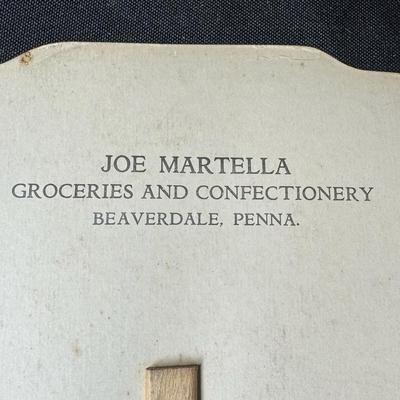 JOE MARTELLA
GROCERIES AND CONFECTIONERY
BEAVERDALE, PENNA.